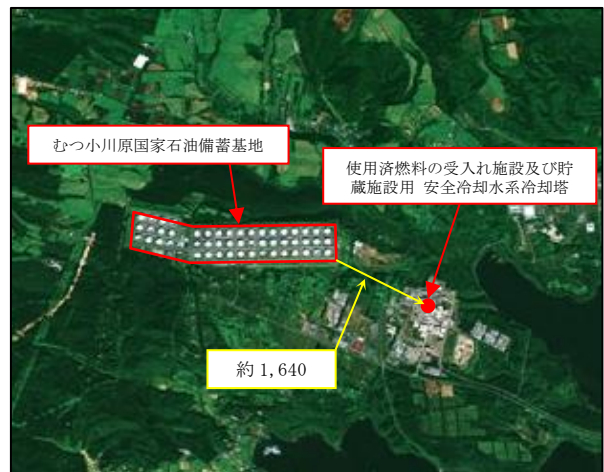 むつ小川原国家石油備蓄基地
使用済燃料の受入れ施設及び貯
蔵施設用 安全冷却水系冷却塔
約 1,640